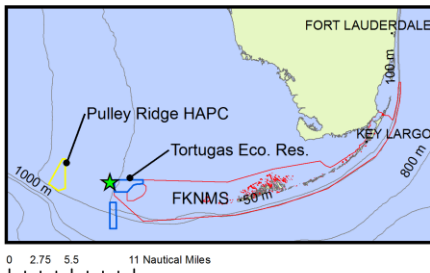 FORT LAUDERDALE
100 m
Pulley Ridge HAPC
KEY LARGO
Tortugas Eco. Res.
1000 m
800 m
FKNMS
50 m
0 2.75 5.5 11 Nautical Miles